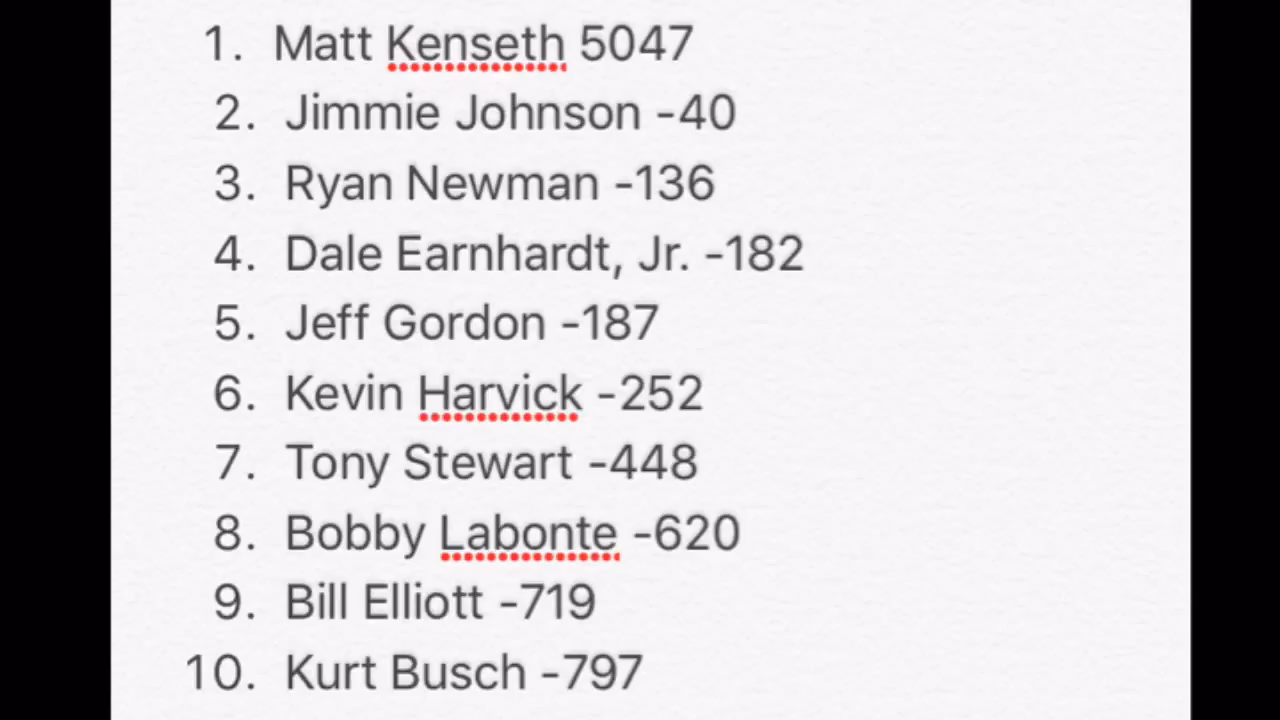 1. Matt Kenseth 5047
2. Jimmie Johnson -40
3. Ryan Newman -136
4. Dale Earnhardt, Jr. -182
5. Jeff Gordon -187
6. Kevin Harvick -252
7. Tony Stewart -448
8. Bobby Labonte -620
9. Bill Elliott -719
10. Kurt Busch -797